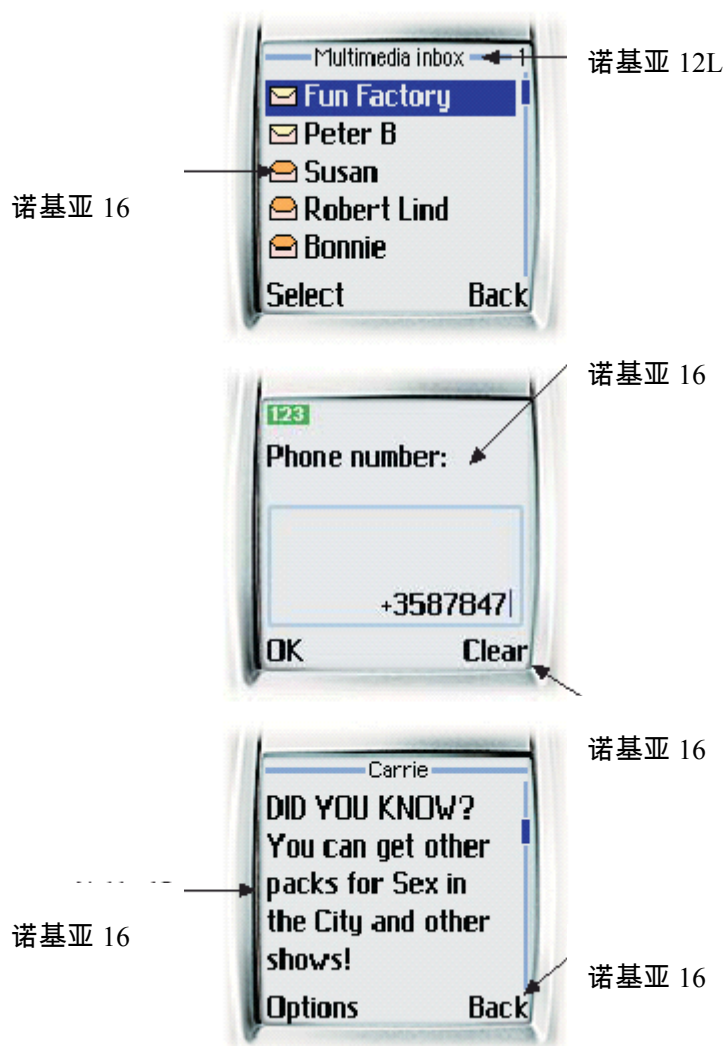 Multimedia inbox 1
诺基亚 12L
Fun Factory
Peter B
Susan
诺基亚 16
Robert Lind
Bonnie
Select Back
诺基亚 16
123
Phone number:
+3587847
OK Clear
诺基亚 16
Carrie
DID YOU KNOW?
You can get other
packs for Sex in
the City and other
shows!
诺基亚 16
诺基亚 16
Options Back